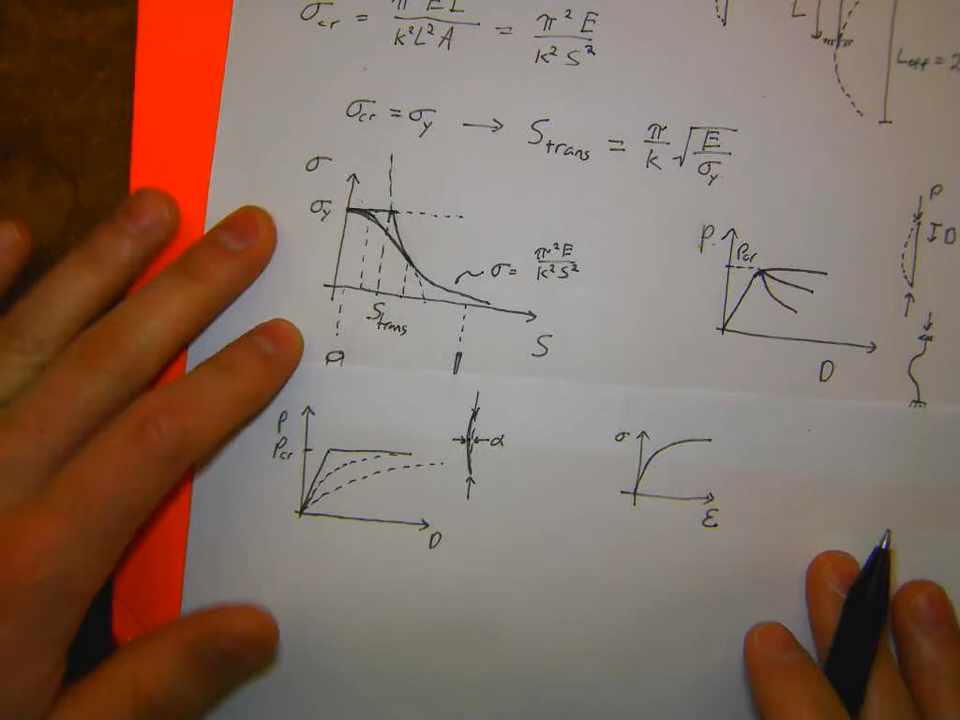 σcr = π²EI / k²L²A = π²E / k²S²
L
Leff = 2
σcr = σy → Strans = π/k √(E/σy)
σ
σy
σ = π²E / k²S²
Strans
S
P
Pcr
D
P
D
P
Pcr
α
D
σ
ε